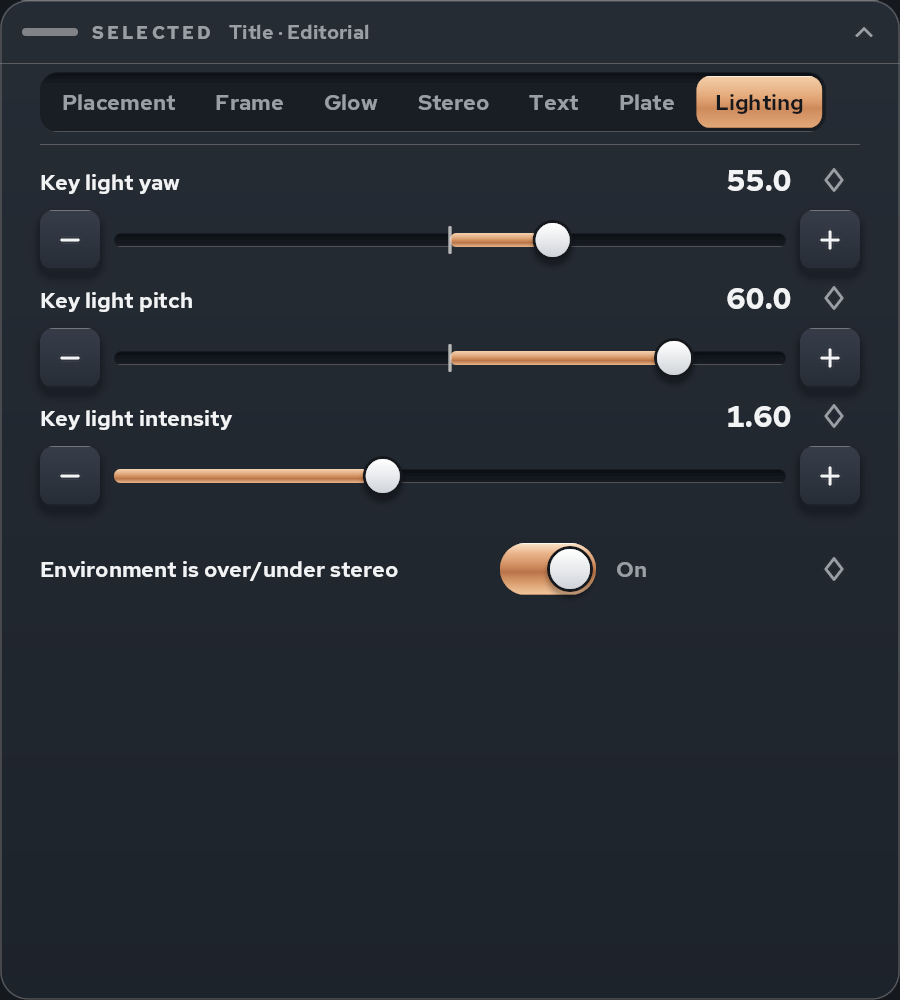 SELECTED Title · Editorial
Placement Frame Glow Stereo Text Plate Lighting
Key light yaw 55.0
Key light pitch 60.0
Key light intensity 1.60
Environment is over/under stereo On